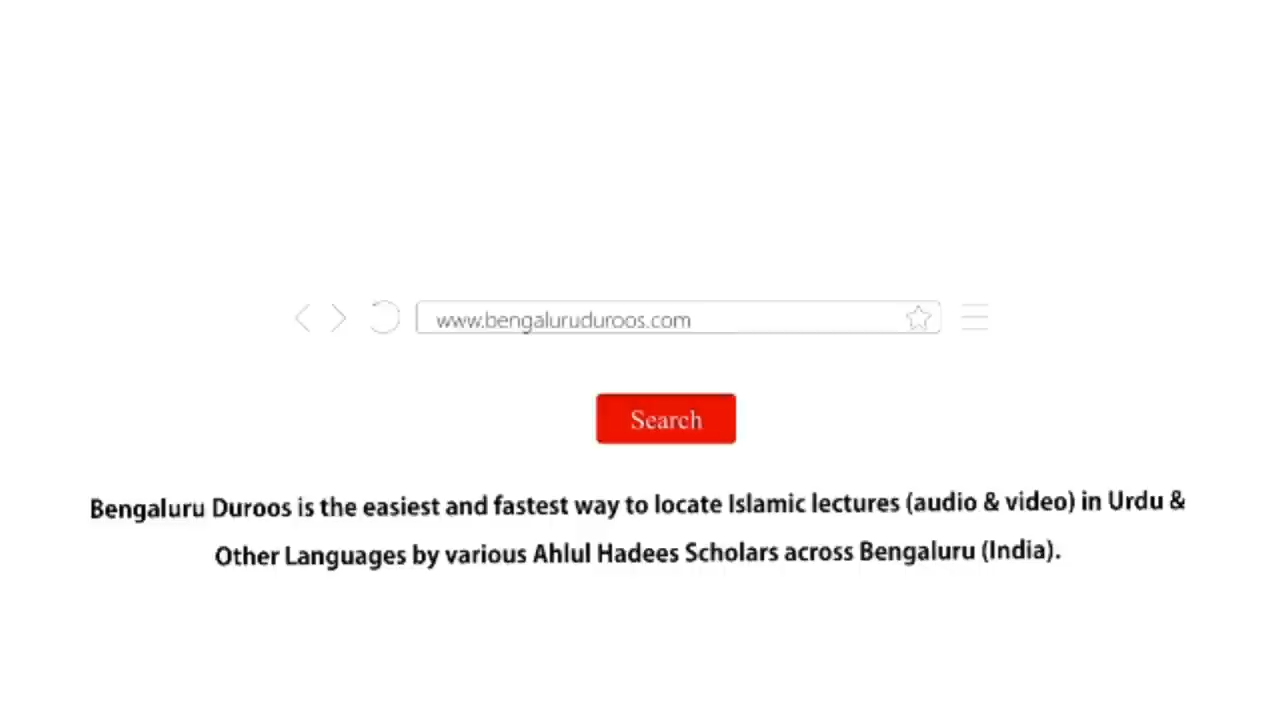 www.bengaluruduroos.com
Search
Bengaluru Duroos is the easiest and fastest way to locate Islamic lectures (audio & video) in Urdu &
Other Languages by various Ahlul Hadees Scholars across Bengaluru (India).